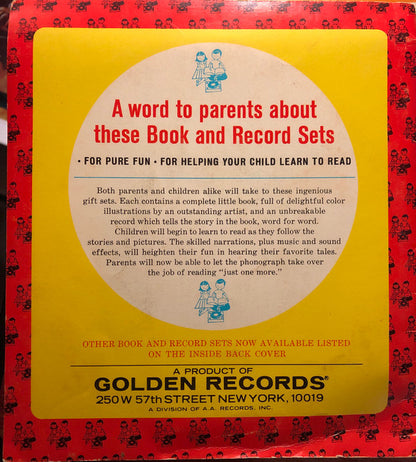 A word to parents about
these Book and Record Sets
• FOR PURE FUN • FOR HELPING YOUR CHILD LEARN TO READ
Both parents and children alike will take to these ingenious
gift sets. Each contains a complete little book, full of delightful color
illustrations by an outstanding artist, and an unbreakable
record which tells the story in the book, word for word.
Children will begin to learn to read as they follow the
stories and pictures. The skilled narrations, plus music and sound
effects, will heighten their fun in hearing their favorite tales.
Parents will now be able to let the phonograph take over
the job of reading "just one more."
OTHER BOOK AND RECORD SETS NOW AVAILABLE LISTED
ON THE INSIDE BACK COVER
A PRODUCT OF
GOLDEN RECORDS®
250 W 57th STREET NEW YORK, 10019
A DIVISION OF A.A. RECORDS, INC.